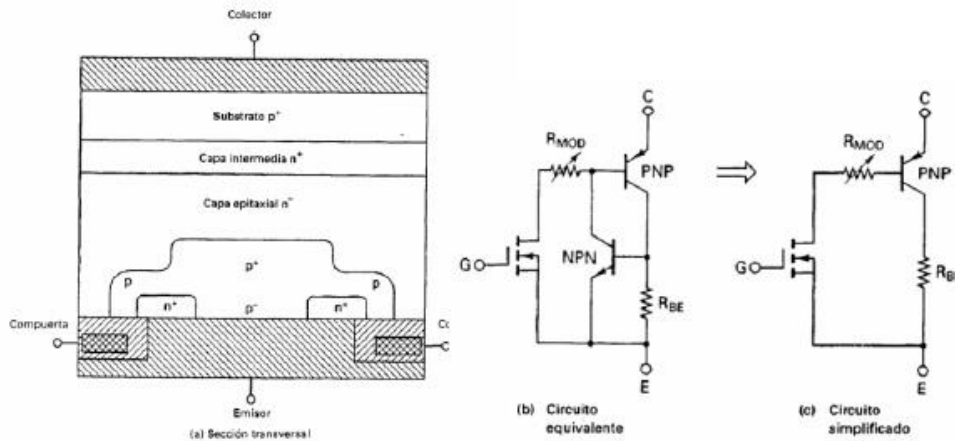 Colector
Substrato p⁺
Capa intermedia n⁺
Capa epitaxial n⁻
p⁺
p
p
n⁺
p⁻
n⁺
Compuerta
Emisor
(a) Sección transversal
C
R_MOD
PNP
NPN
G
R_BE
E
(b) Circuito
equivalente
C
R_MOD
PNP
G
E
(c) Circuito
simplificado